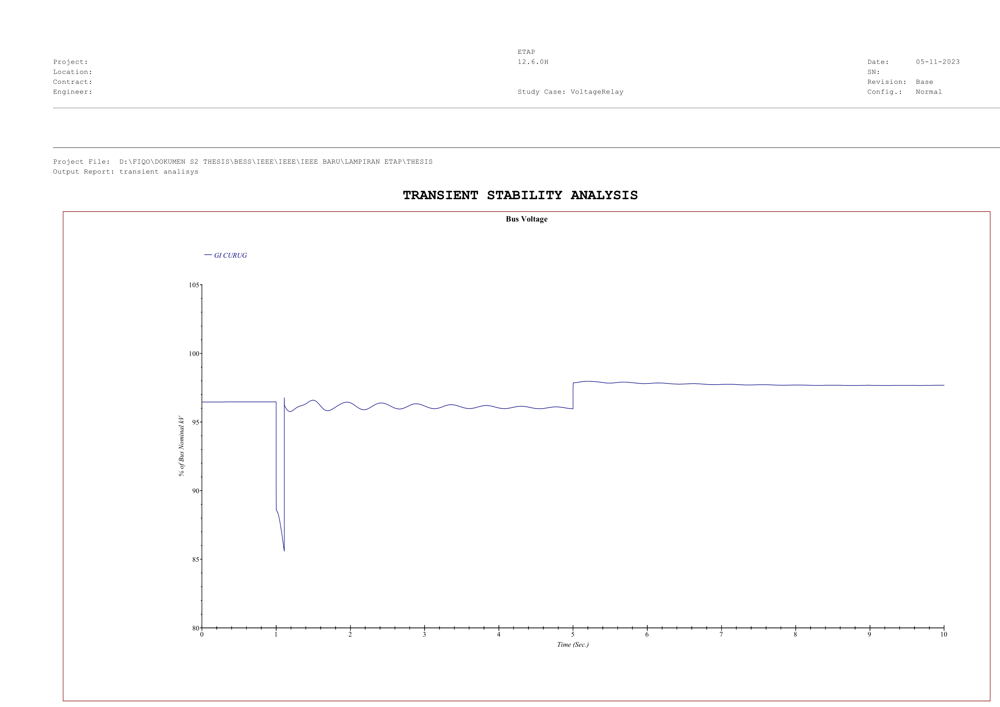 ETAP
Project: 12.6.0H Date: 05-11-2023
Location: SN:
Contract: Revision: Base
Engineer: Study Case: VoltageRelay Config.: Normal
Project File: D:\FIQO\DOKUMEN S2 THESIS\BESS\IEEE\IEEE\IEEE BARU\LAMPIRAN ETAP\THESIS
Output Report: transient analisys
TRANSIENT STABILITY ANALYSIS
Bus Voltage
GI CURUG
105
100
95
90
85
80
% of Bus Nominal kV
0 1 2 3 4 5 6 7 8 9 10
Time (Sec.)